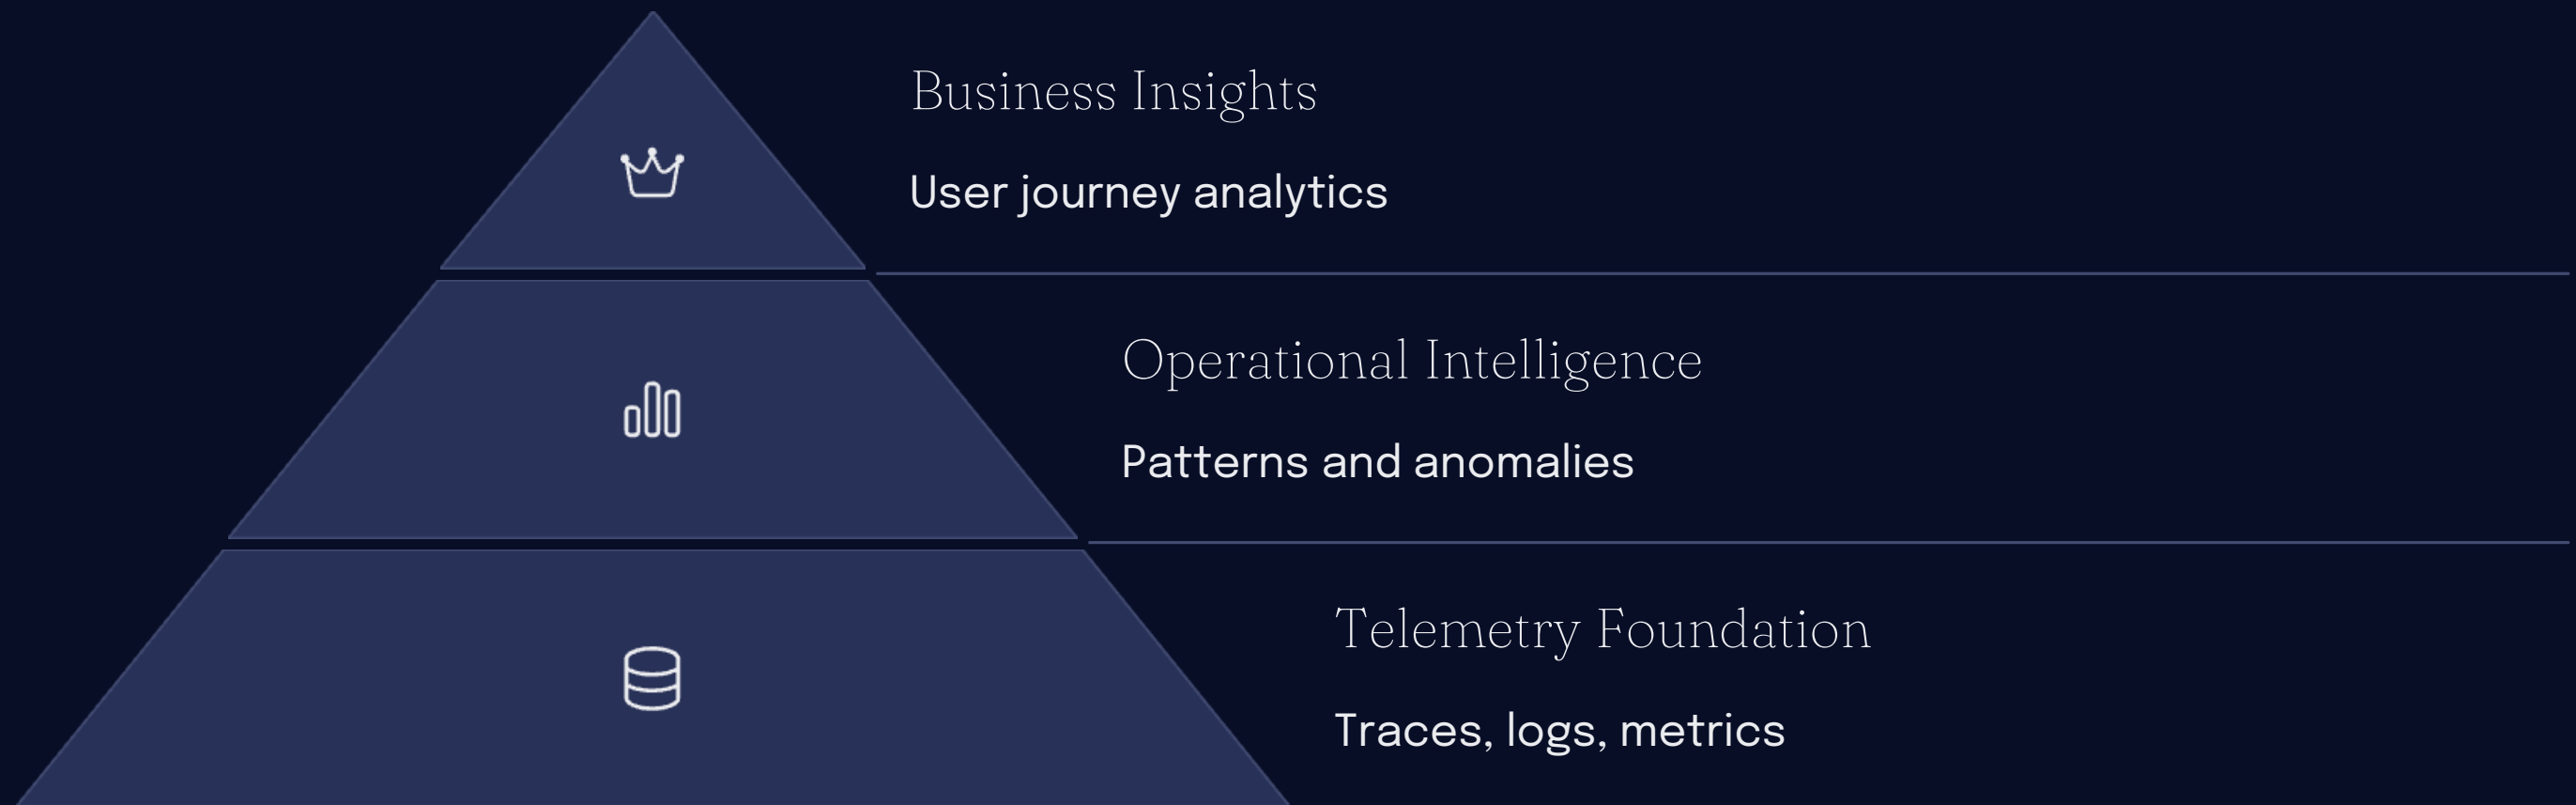 Business Insights
User journey analytics
Operational Intelligence
Patterns and anomalies
Telemetry Foundation
Traces, logs, metrics